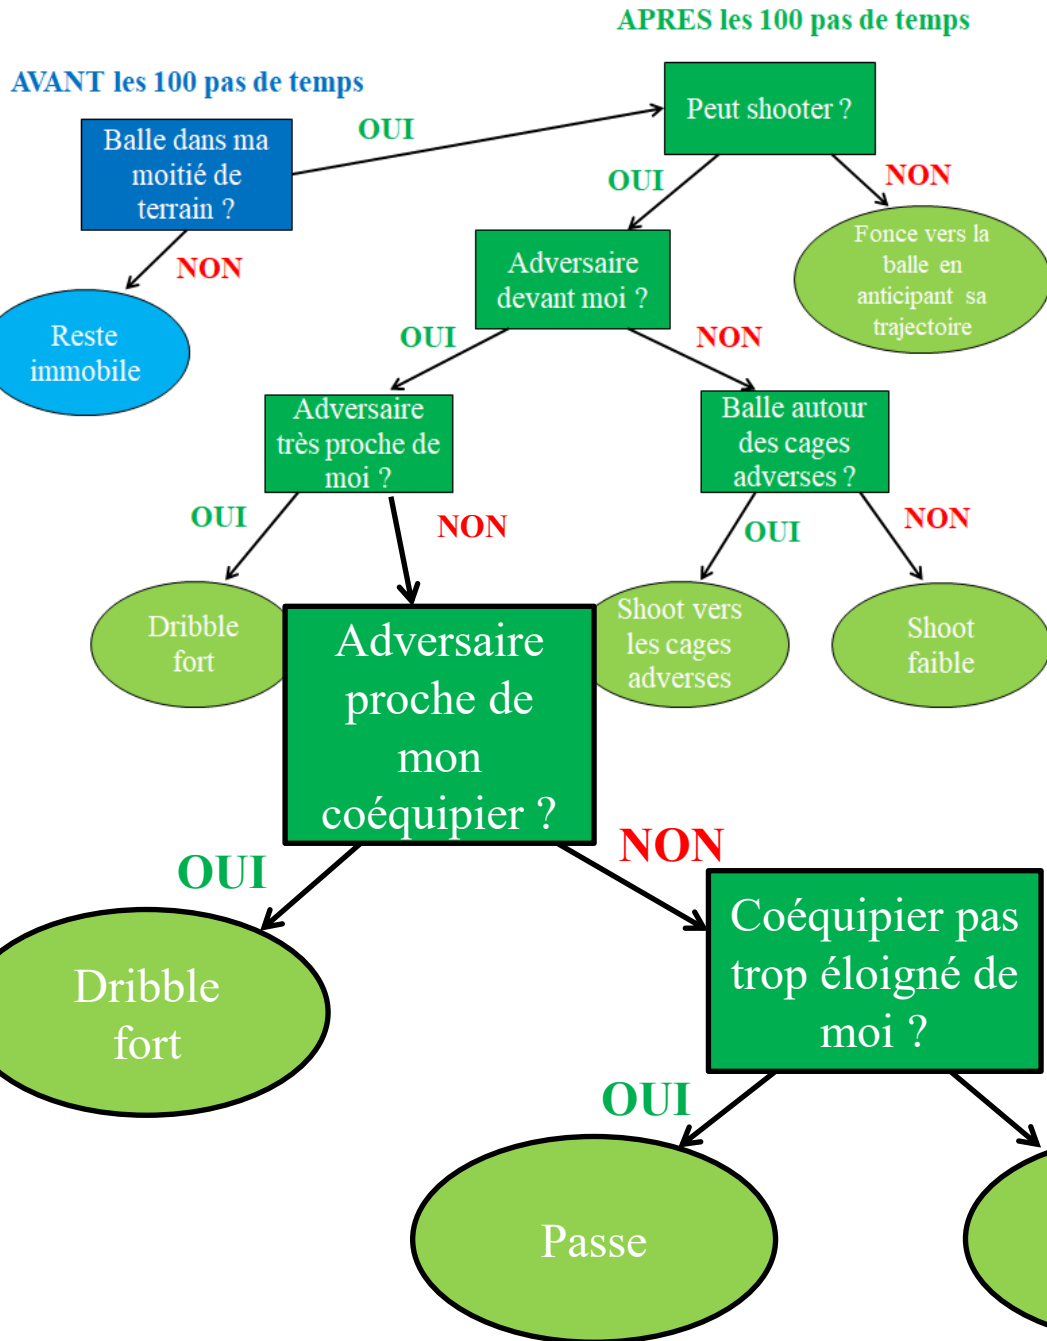 APRES les 100 pas de temps
AVANT les 100 pas de temps
Peut shooter ?
OUI
Balle dans ma
moitié de
terrain ?
OUI
NON
NON
Fonce vers la
balle en
anticipant sa
trajectoire
Adversaire
devant moi ?
Reste
immobile
OUI
NON
Adversaire
très proche de
moi ?
Balle autour
des cages
adverses ?
OUI
NON
OUI
NON
Dribble
fort
Shoot vers
les cages
adverses
Shoot
faible
Adversaire
proche de
mon
coéquipier ?
OUI
NON
Dribble
fort
Coéquipier pas
trop éloigné de
moi ?
OUI
Passe